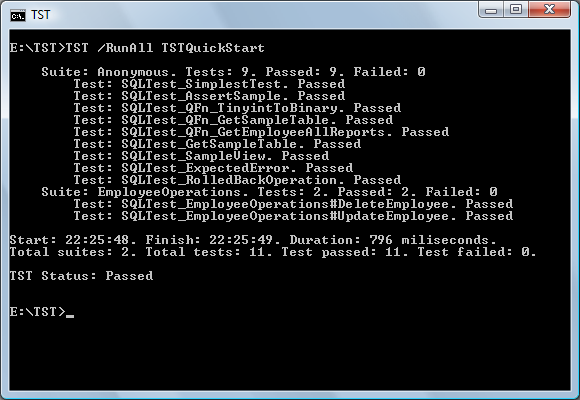 TST
E:\TST>TST /RunAll TSTQuickStart
Suite: Anonymous. Tests: 9. Passed: 9. Failed: 0
Test: SQLTest_SimplestTest. Passed
Test: SQLTest_AssertSample. Passed
Test: SQLTest_QFn_TinyintToBinary. Passed
Test: SQLTest_QFn_GetSampleTable. Passed
Test: SQLTest_QFn_GetEmployeeAllReports. Passed
Test: SQLTest_GetSampleTable. Passed
Test: SQLTest_SampleView. Passed
Test: SQLTest_ExpectedError. Passed
Test: SQLTest_RolledBackOperation. Passed
Suite: EmployeeOperations. Tests: 2. Passed: 2. Failed: 0
Test: SQLTest_EmployeeOperations#DeleteEmployee. Passed
Test: SQLTest_EmployeeOperations#UpdateEmployee. Passed
Start: 22:25:48. Finish: 22:25:49. Duration: 796 miliseconds.
Total suites: 2. Total tests: 11. Test passed: 11. Test failed: 0.
TST Status: Passed
E:\TST>_